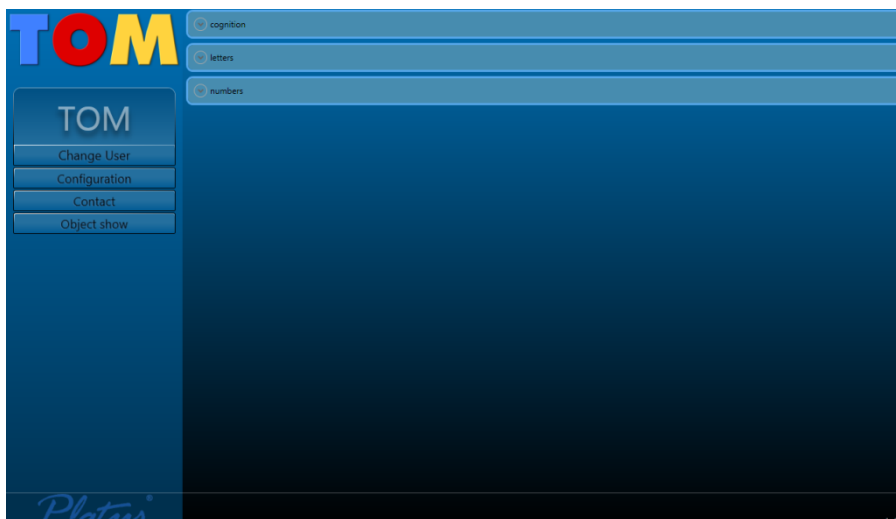 TOM
cognition
letters
numbers
TOM
Change User
Configuration
Contact
Object show